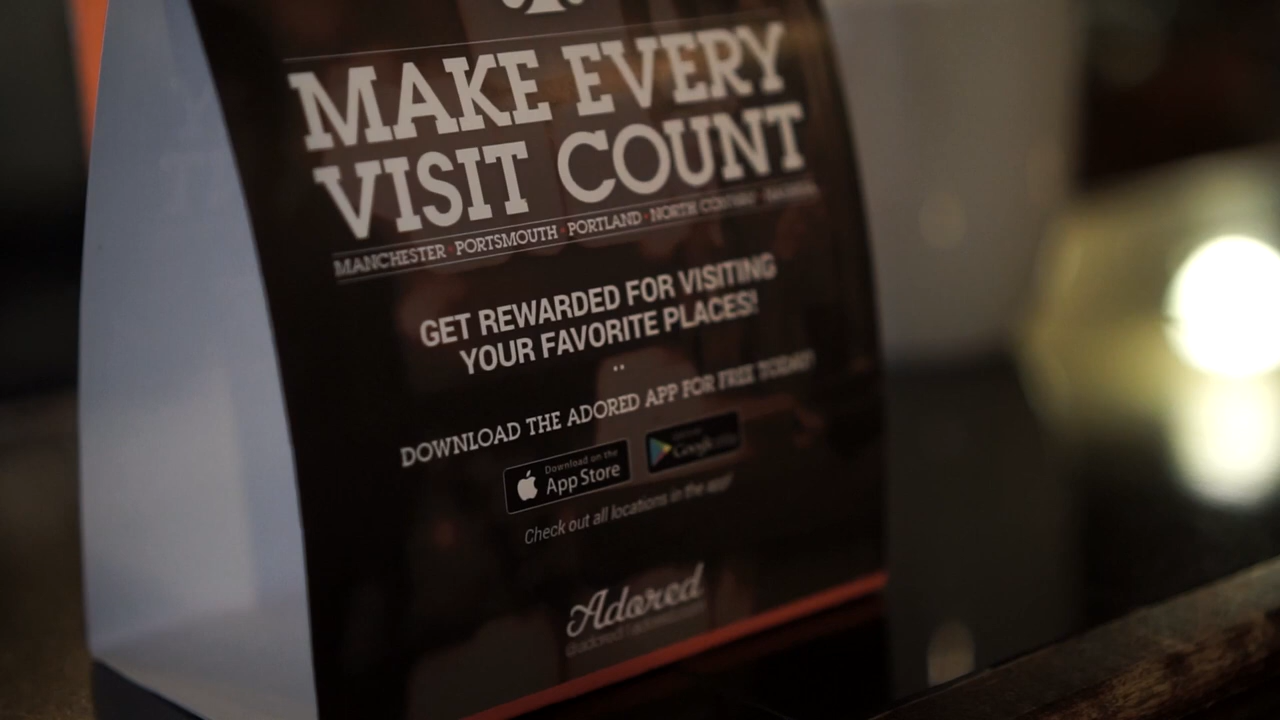 MAKE EVERY
VISIT COUNT
MANCHESTER • PORTSMOUTH • PORTLAND • NORTH CONWAY •
GET REWARDED FOR VISITING
YOUR FAVORITE PLACES!
DOWNLOAD THE ADORED APP FOR FREE TODAY!
Download on the
App Store
Google
Check out all locations in the app!
Adored